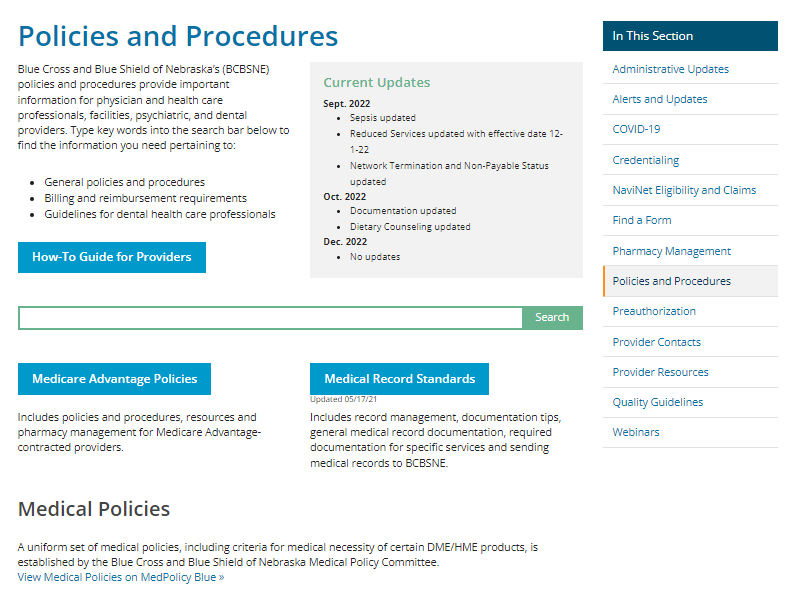 Policies and Procedures
Blue Cross and Blue Shield of Nebraska's (BCBSNE)
policies and procedures provide important
information for physician and health care
professionals, facilities, psychiatric, and dental
providers. Type key words into the search bar below to
find the information you need pertaining to:
• General policies and procedures
• Billing and reimbursement requirements
• Guidelines for dental health care professionals
How-To Guide for Providers
Current Updates
Sept. 2022
• Sepsis updated
• Reduced Services updated with effective date 12-
1-22
• Network Termination and Non-Payable Status
updated
Oct. 2022
• Documentation updated
• Dietary Counseling updated
Dec. 2022
• No updates
Search
Medicare Advantage Policies
Includes policies and procedures, resources and
pharmacy management for Medicare Advantage-
contracted providers.
Medical Record Standards
Updated 05/17/21
Includes record management, documentation tips,
general medical record documentation, required
documentation for specific services and sending
medical records to BCBSNE.
Medical Policies
A uniform set of medical policies, including criteria for medical necessity of certain DME/HME products, is
established by the Blue Cross and Blue Shield of Nebraska Medical Policy Committee.
View Medical Policies on MedPolicy Blue »
In This Section
Administrative Updates
Alerts and Updates
COVID-19
Credentialing
NaviNet Eligibility and Claims
Find a Form
Pharmacy Management
Policies and Procedures
Preauthorization
Provider Contacts
Provider Resources
Quality Guidelines
Webinars